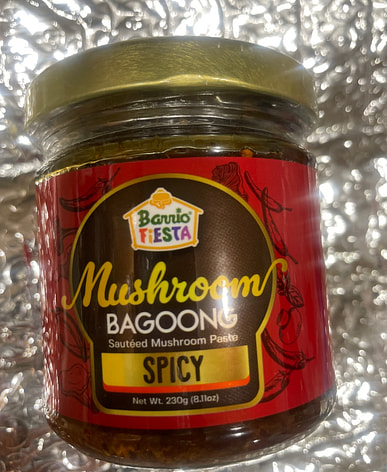 Barrio
FIESTA
Mushroom
BAGOONG
Sautéed Mushroom Paste
SPICY
Net Wt. 230g (8.11oz)